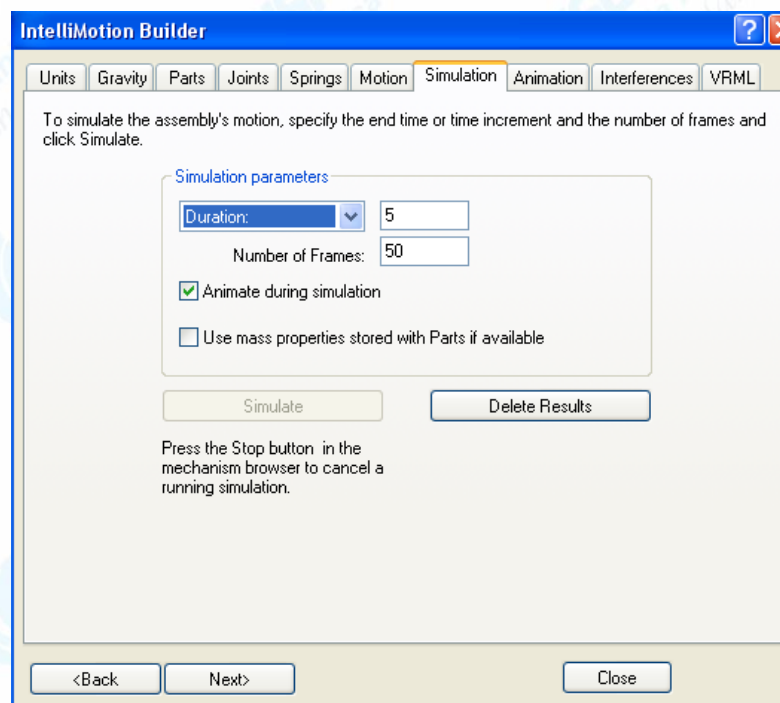 IntelliMotion Builder
Units Gravity Parts Joints Springs Motion Simulation Animation Interferences VRML
To simulate the assembly's motion, specify the end time or time increment and the number of frames and
click Simulate.
Simulation parameters
Duration: 5
Number of Frames: 50
Animate during simulation
Use mass properties stored with Parts if available
Simulate Delete Results
Press the Stop button in the
mechanism browser to cancel a
running simulation.
<Back Next> Close